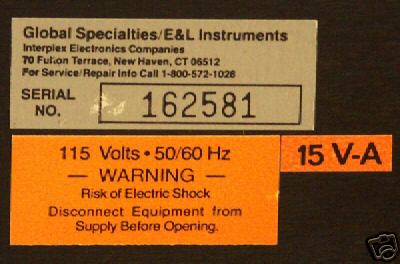 Global Specialties/E&L Instruments
Interplex Electronics Companies
70 Fulton Terrace, New Haven, CT 06512
For Service/Repair Info Call 1-800-572-1028
SERIAL
NO.
162581
115 Volts • 50/60 Hz
15 V-A
— WARNING —
Risk of Electric Shock
Disconnect Equipment from
Supply Before Opening.